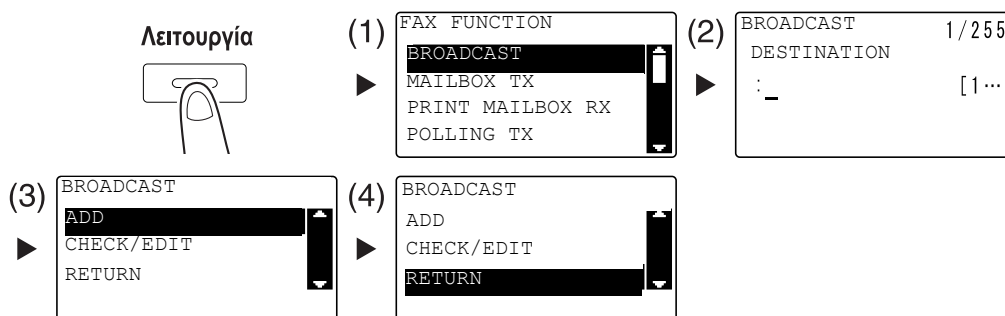 Λειτουργία
(1)
FAX FUNCTION
BROADCAST
MAILBOX TX
PRINT MAILBOX RX
POLLING TX
(2)
BROADCAST 1/255
DESTINATION
:_ [1…
(3)
BROADCAST
ADD
CHECK/EDIT
RETURN
(4)
BROADCAST
ADD
CHECK/EDIT
RETURN